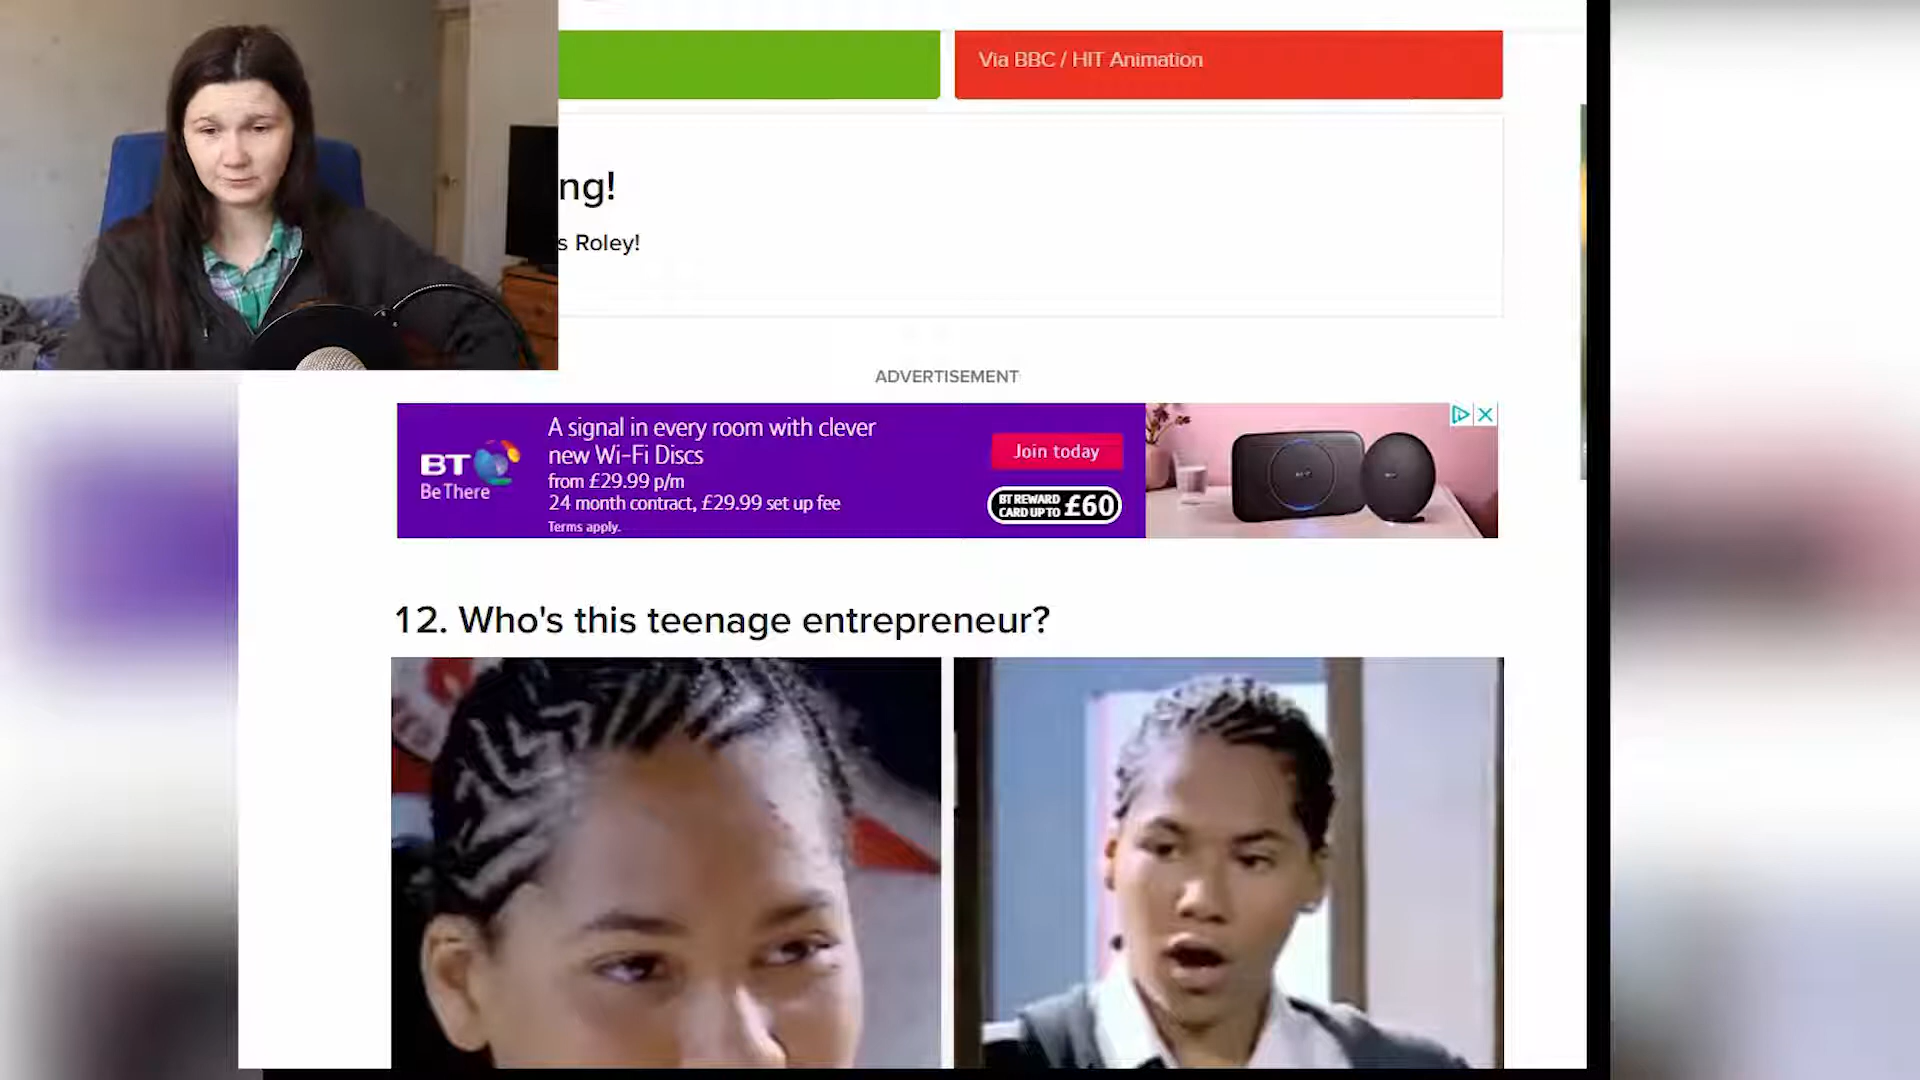 Via BBC / HIT Animation
ng!
s Roley!
ADVERTISEMENT
BT
Be There
A signal in every room with clever
new Wi-Fi Discs
from £29.99 p/m
24 month contract, £29.99 set up fee
Terms apply.
Join today
BT REWARD
CARD UP TO £60
12. Who's this teenage entrepreneur?